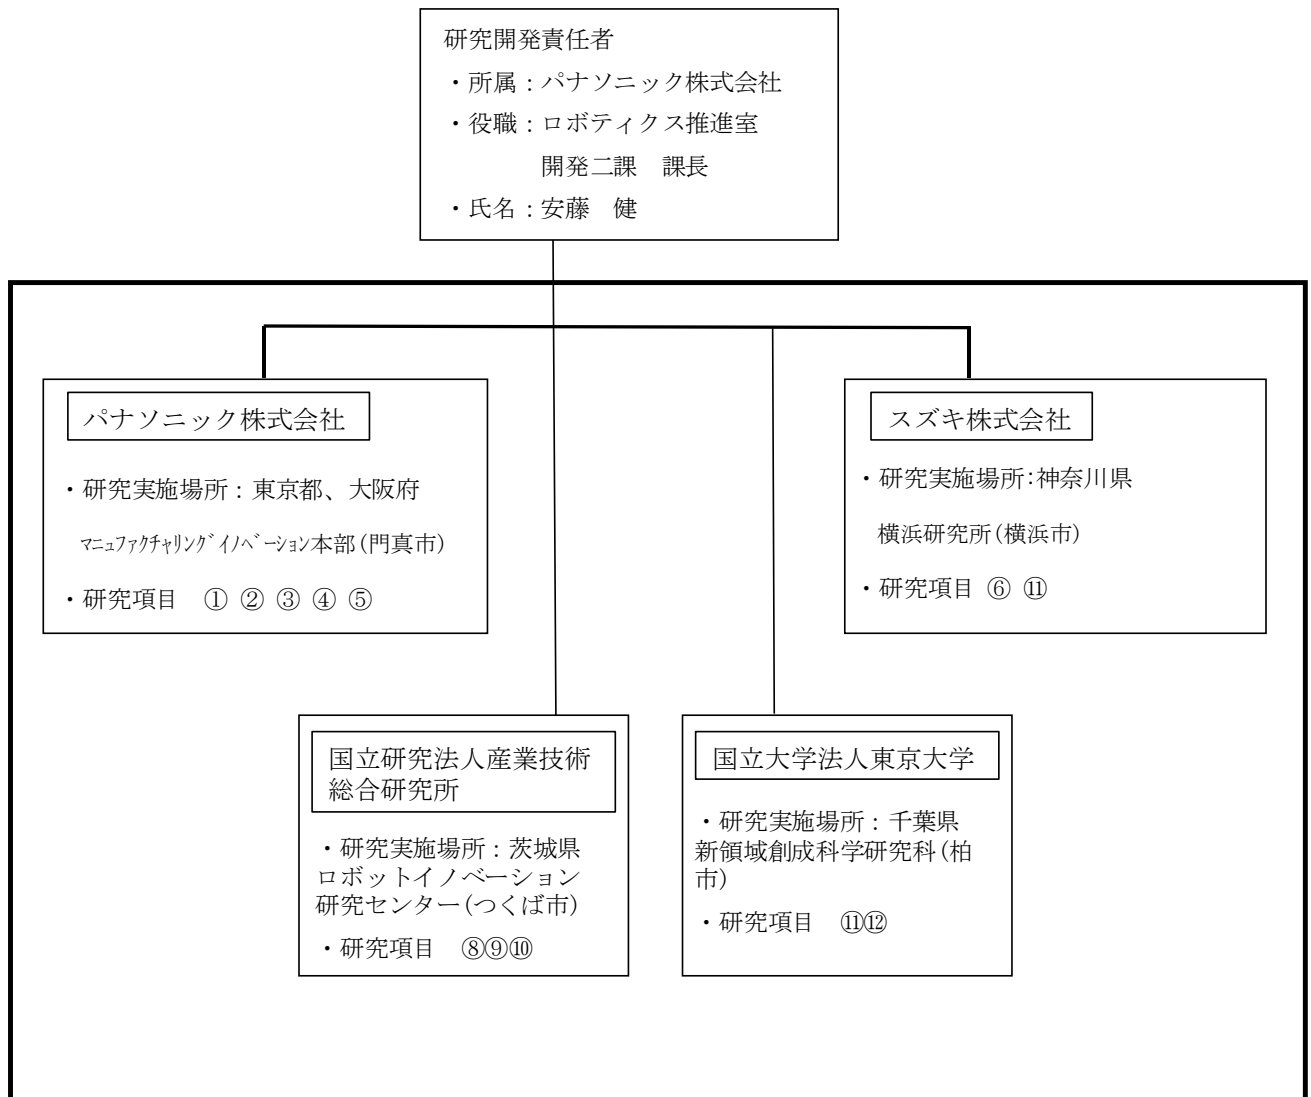 研究開発責任者
・所属：パナソニック株式会社
・役職：ロボティクス推進室
開発二課　課長
・氏名：安藤　健
パナソニック株式会社
・研究実施場所：東京都、大阪府
ﾏﾆｭﾌｧｸﾁｬﾘﾝｸﾞｲﾉﾍﾞｰｼｮﾝ本部(門真市)
・研究項目　① ② ③ ④ ⑤
スズキ株式会社
・研究実施場所：神奈川県
横浜研究所(横浜市)
・研究項目 ⑥ ⑪
国立研究法人産業技術
総合研究所
・研究実施場所：茨城県
ロボットイノベーション
研究センター(つくば市)
・研究項目　⑧⑨⑩
国立大学法人東京大学
・研究実施場所：千葉県
新領域創成科学研究科(柏
市)
・研究項目　⑪⑫